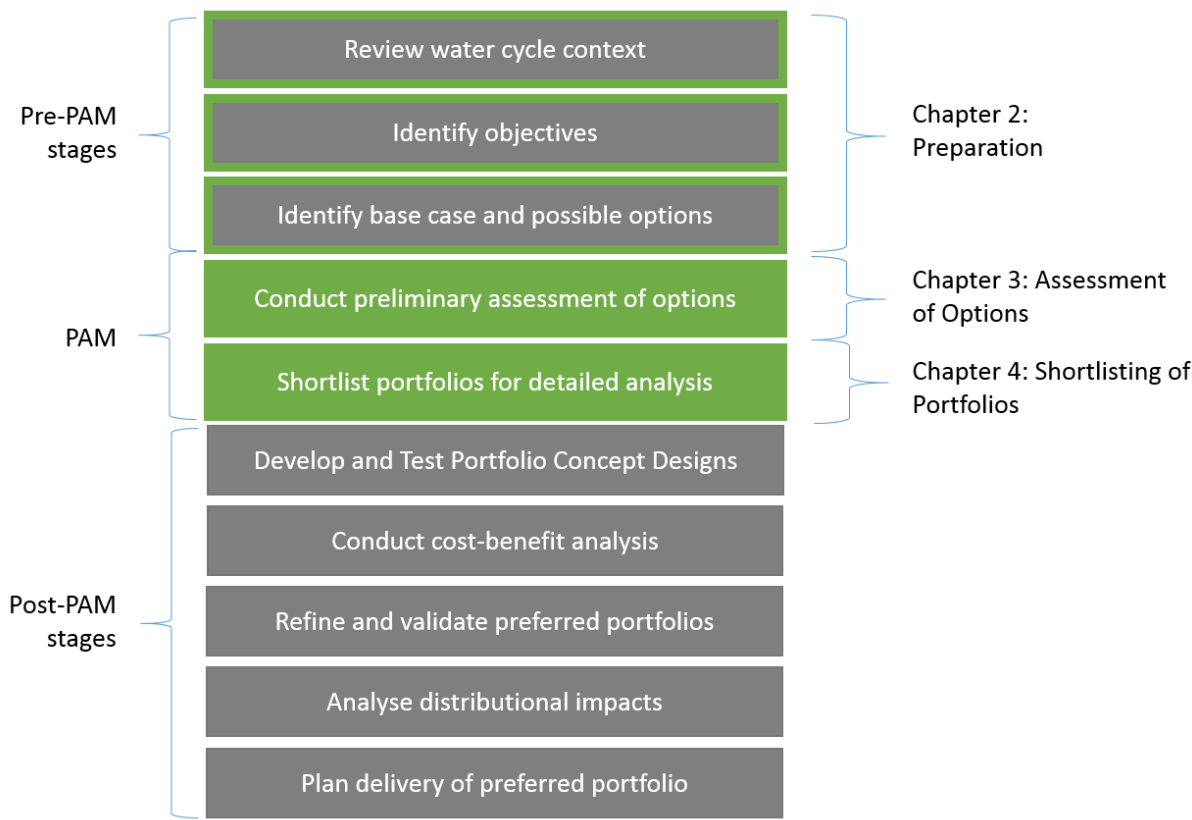 Review water cycle context
Pre-PAM
stages
Identify objectives
Chapter 2:
Preparation
Identify base case and possible options
Conduct preliminary assessment of options
Chapter 3: Assessment
of Options
PAM
Shortlist portfolios for detailed analysis
Chapter 4: Shortlisting of
Portfolios
Develop and Test Portfolio Concept Designs
Conduct cost-benefit analysis
Post-PAM
stages
Refine and validate preferred portfolios
Analyse distributional impacts
Plan delivery of preferred portfolio